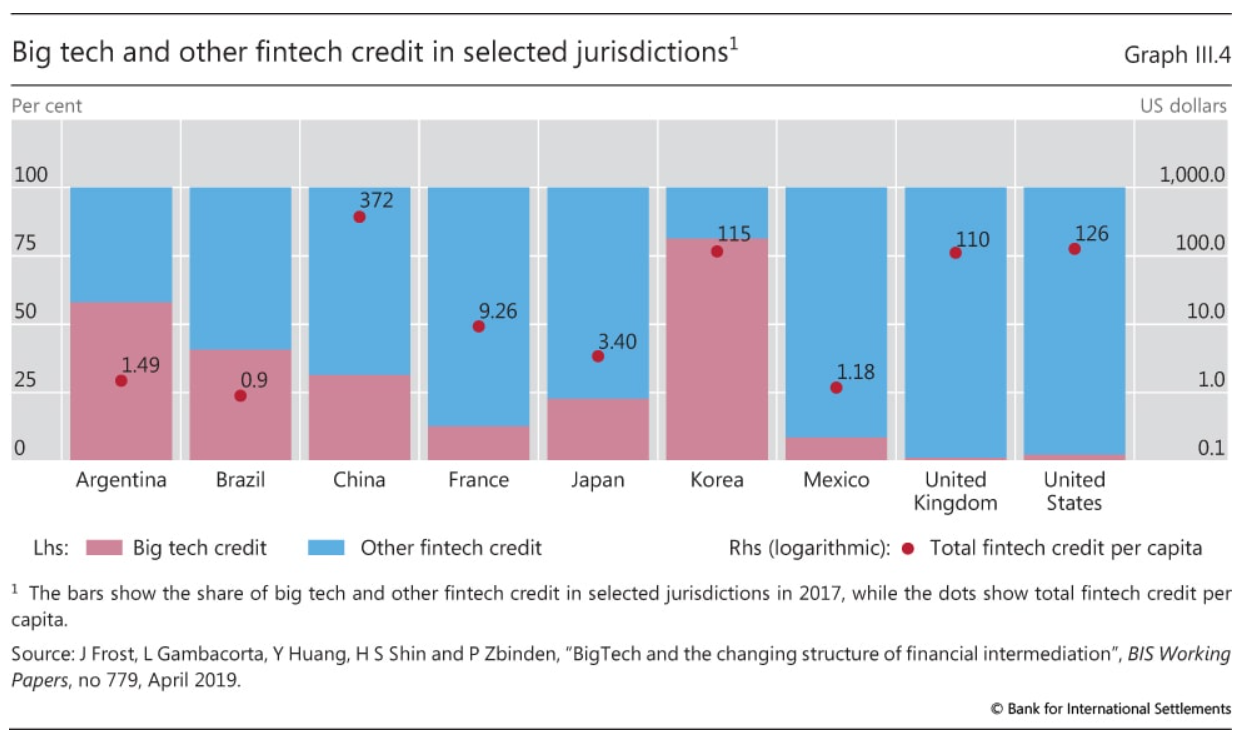 Big tech and other fintech credit in selected jurisdictions¹
Graph III.4
Per cent
US dollars
100
1,000.0
372
75
115
110
126
100.0
50
9.26
10.0
3.40
1.49
0.9
1.18
25
1.0
0
0.1
Argentina Brazil China France Japan Korea Mexico United Kingdom United States
Lhs: Big tech credit Other fintech credit Rhs (logarithmic): Total fintech credit per capita
¹ The bars show the share of big tech and other fintech credit in selected jurisdictions in 2017, while the dots show total fintech credit per
capita.
Source: J Frost, L Gambacorta, Y Huang, H S Shin and P Zbinden, “BigTech and the changing structure of financial intermediation”, BIS Working
Papers, no 779, April 2019.
© Bank for International Settlements